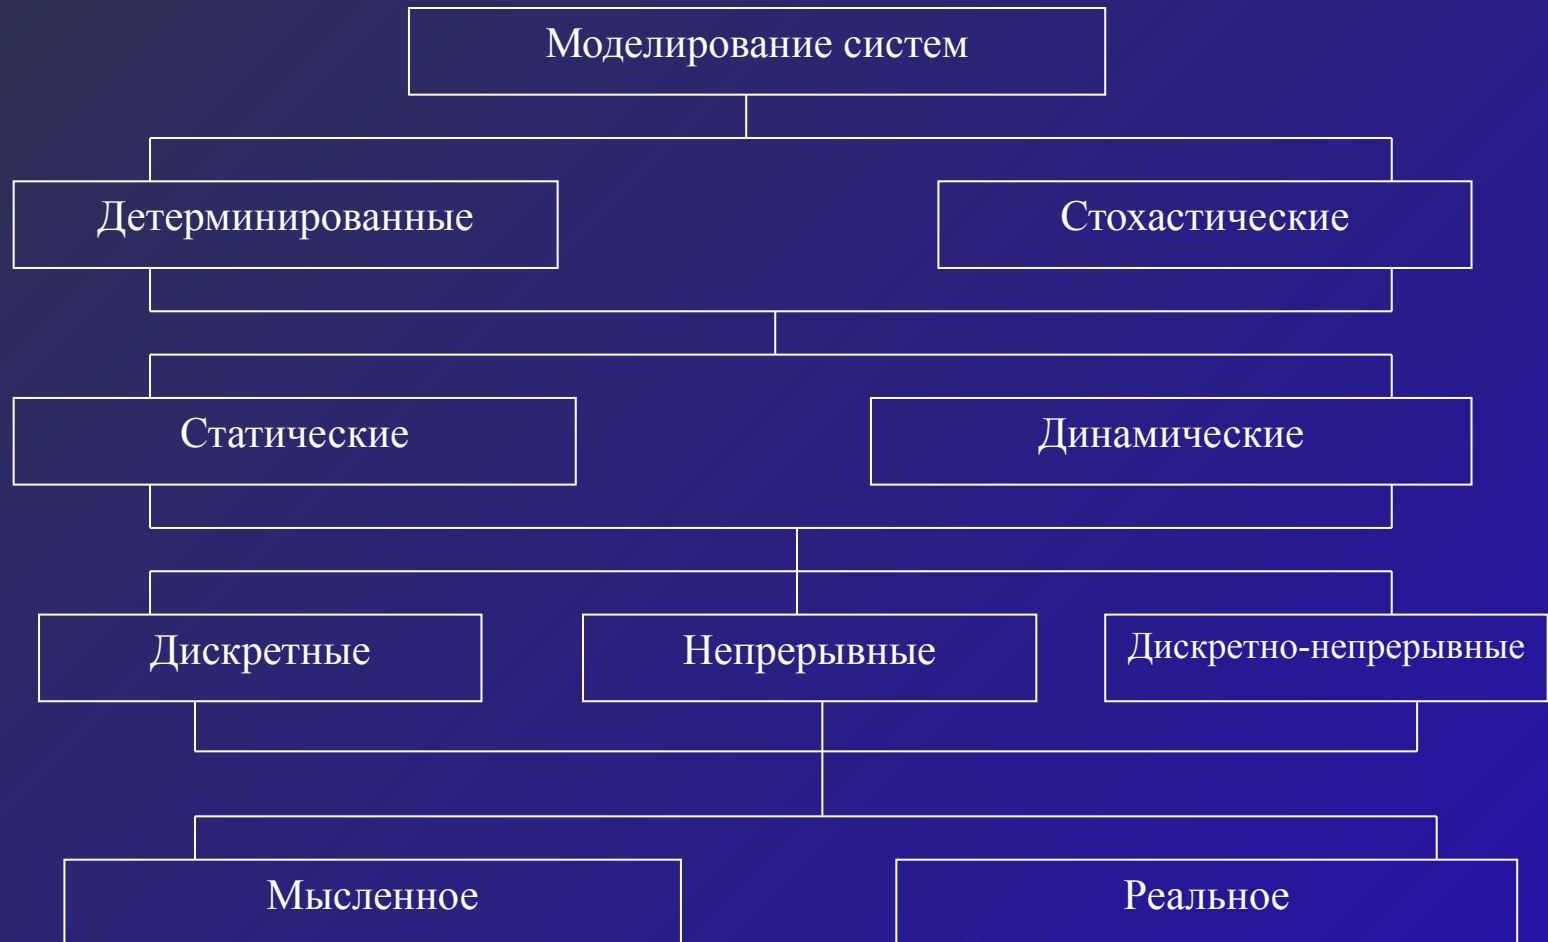 Моделирование систем
Детерминированные
Стохастические
Статические
Динамические
Дискретные
Непрерывные
Дискретно-непрерывные
Мысленное
Реальное